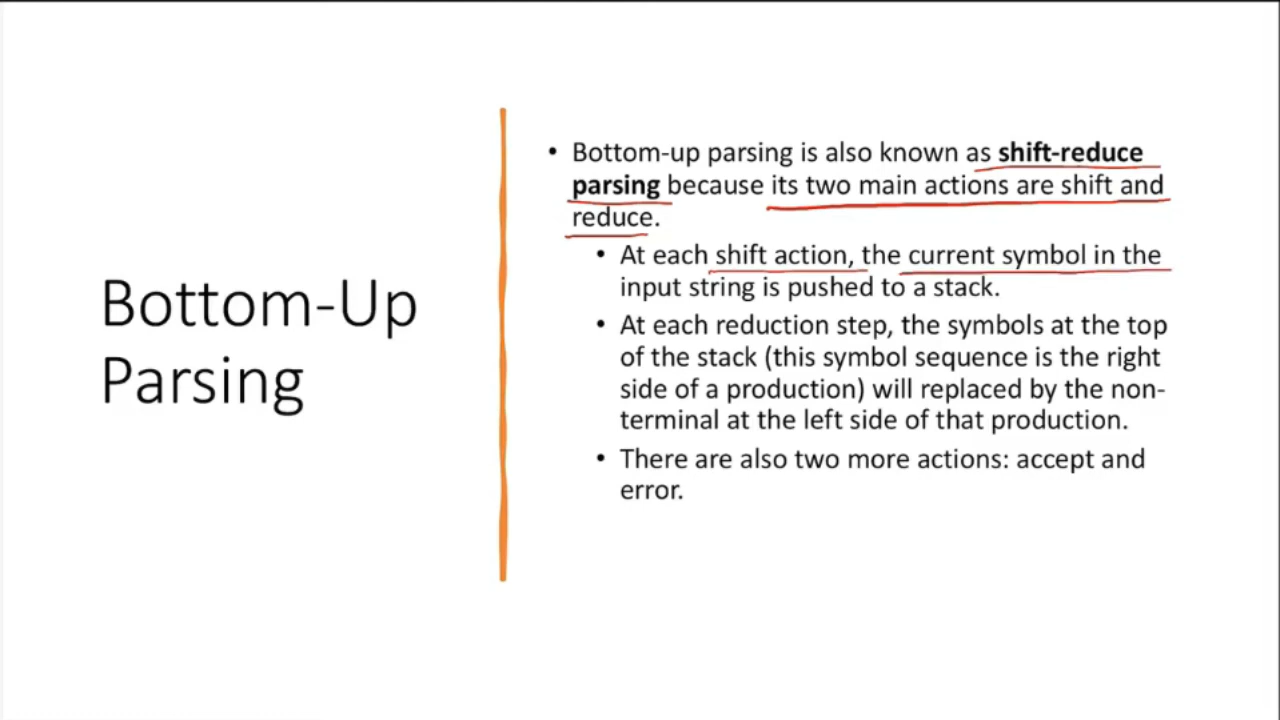 Bottom-Up
Parsing
• Bottom-up parsing is also known as shift-reduce
parsing because its two main actions are shift and
reduce.
• At each shift action, the current symbol in the
input string is pushed to a stack.
• At each reduction step, the symbols at the top
of the stack (this symbol sequence is the right
side of a production) will replaced by the non-
terminal at the left side of that production.
• There are also two more actions: accept and
error.